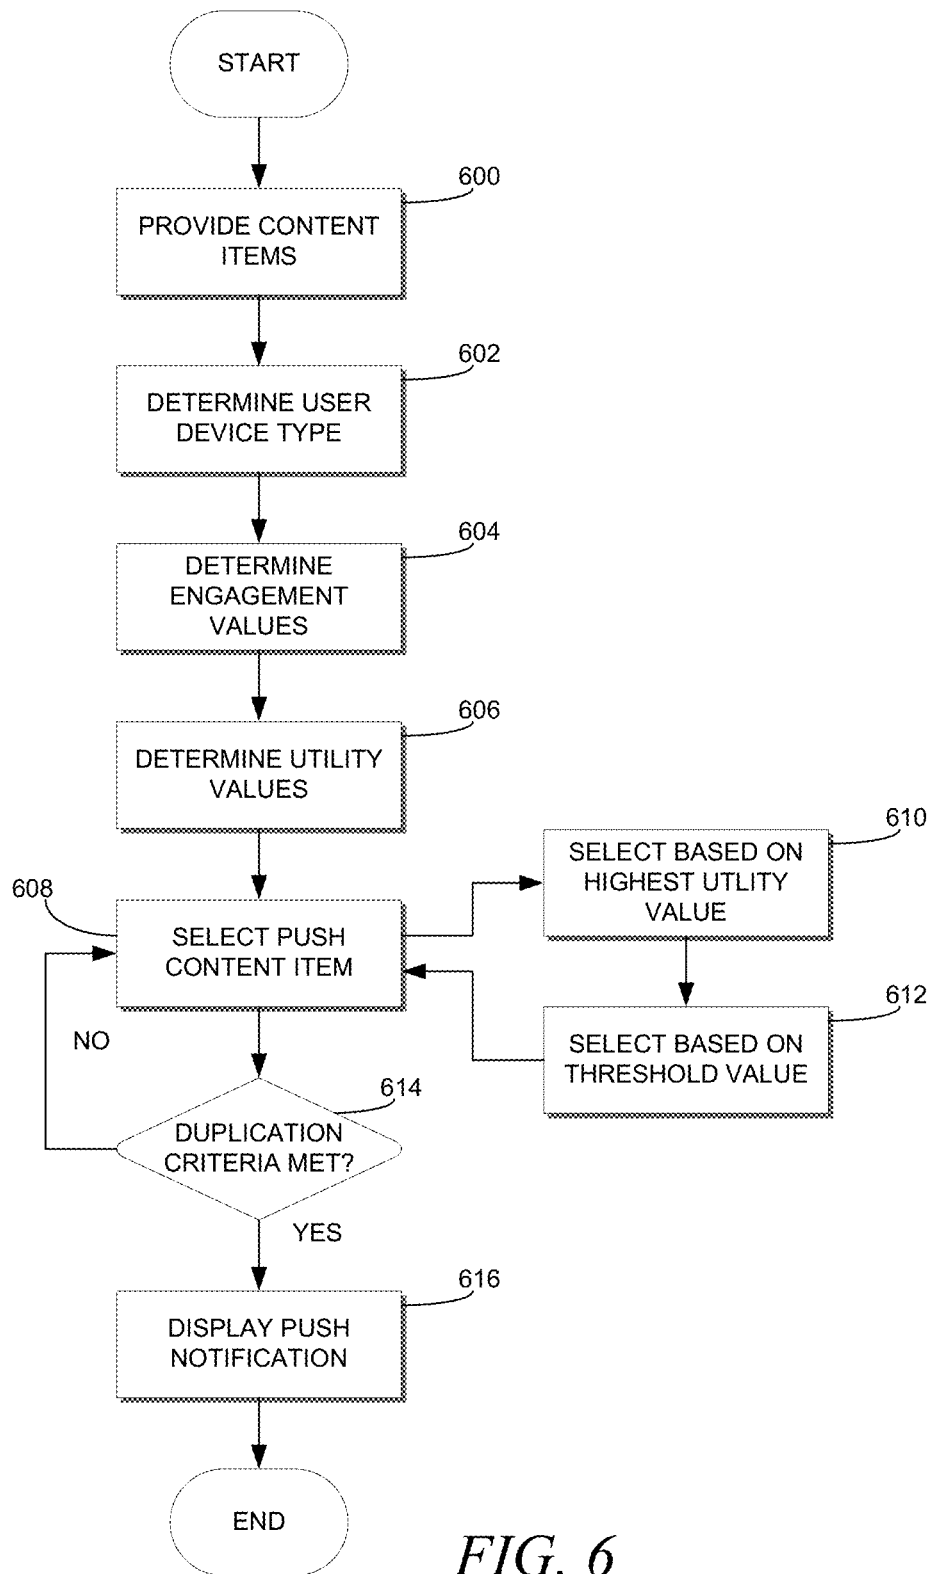 START
600
PROVIDE CONTENT
ITEMS
602
DETERMINE USER
DEVICE TYPE
604
DETERMINE
ENGAGEMENT
VALUES
606
DETERMINE UTILITY
VALUES
610
SELECT BASED ON
HIGHEST UTLITY
VALUE
608
SELECT PUSH
CONTENT ITEM
612
SELECT BASED ON
THRESHOLD VALUE
NO
614
DUPLICATION
CRITERIA MET?
YES
616
DISPLAY PUSH
NOTIFICATION
END
FIG. 6